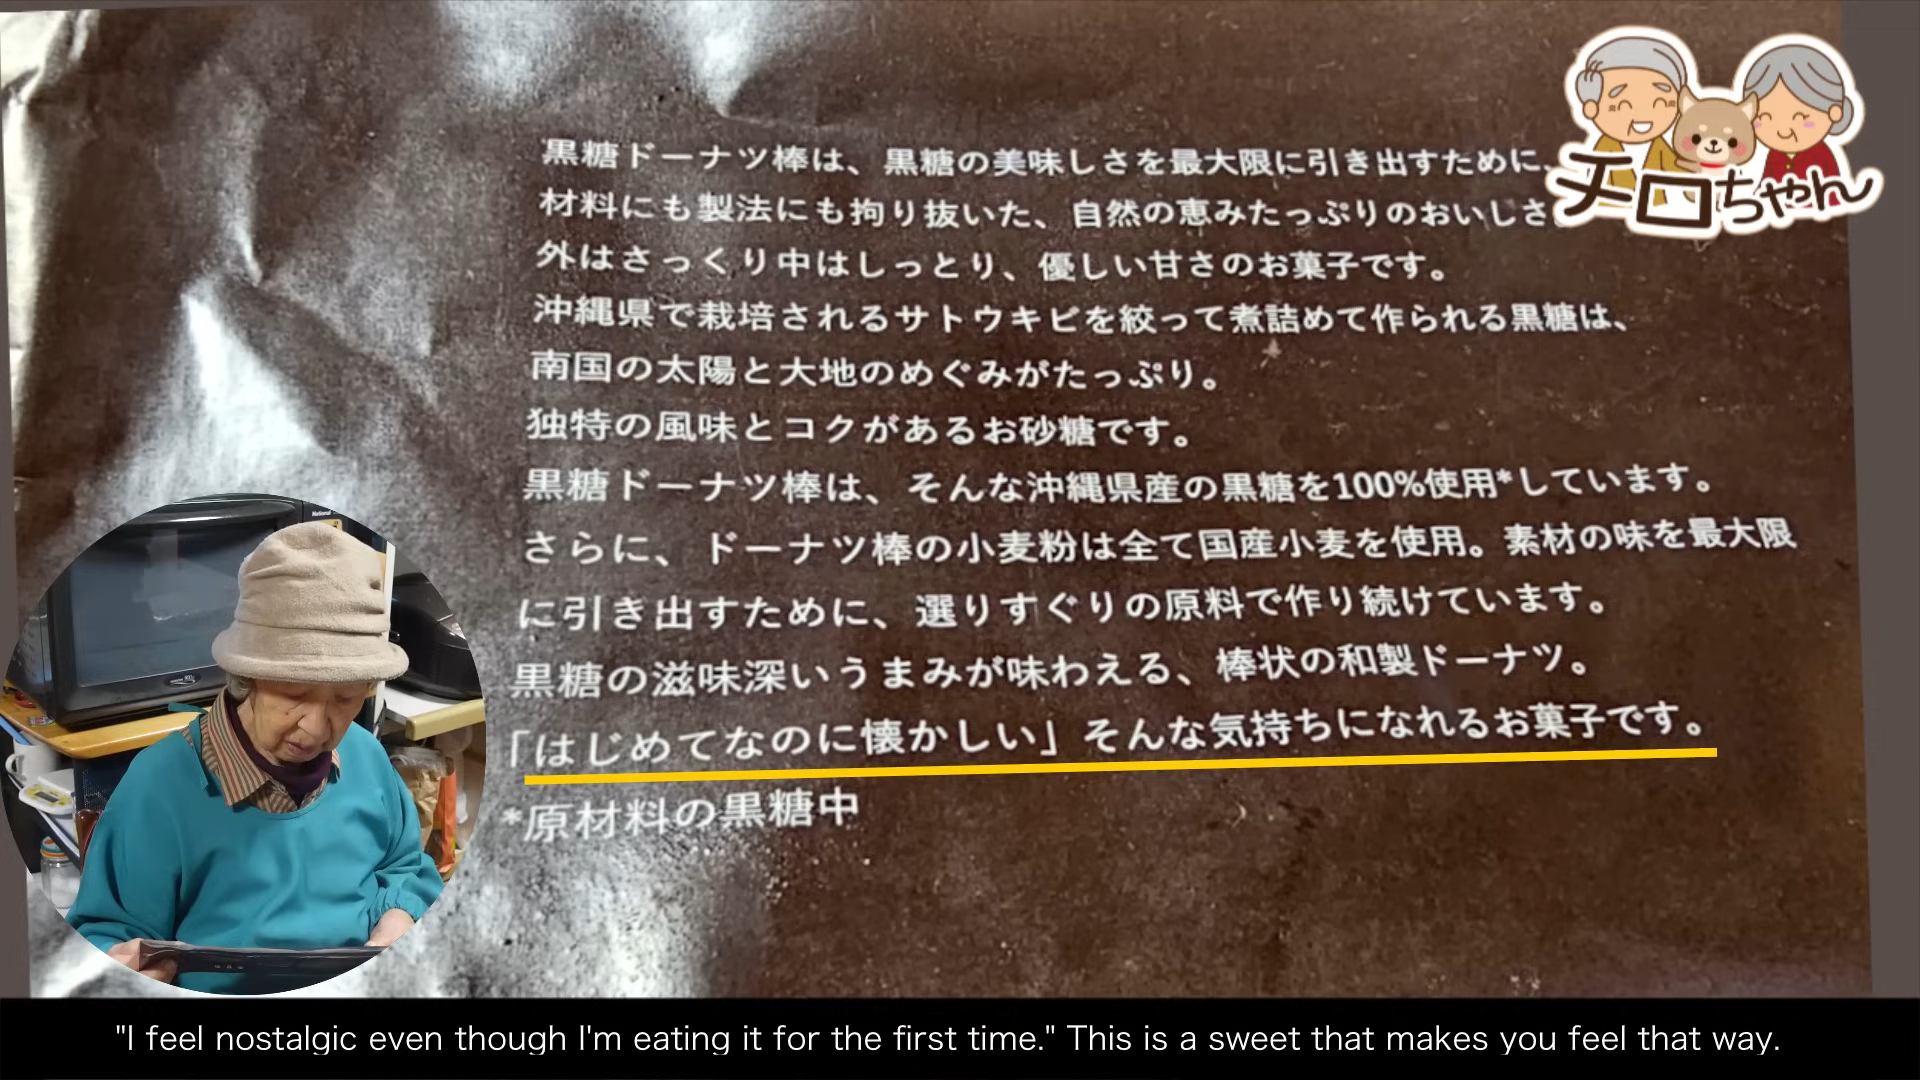 黒糖ドーナツ棒は、黒糖の美味しさを最大限に引き出すために、
材料にも製法にも拘り抜いた、自然の恵みたっぷりのおいしさ
外はさっくり中はしっとり、優しい甘さのお菓子です。
沖縄県で栽培されるサトウキビを絞って煮詰めて作られる黒糖は、
南国の太陽と大地のめぐみがたっぷり。
独特の風味とコクがあるお砂糖です。
黒糖ドーナツ棒は、そんな沖縄県産の黒糖を100%使用*しています。
さらに、ドーナツ棒の小麦粉は全て国産小麦を使用。素材の味を最大限
に引き出すために、選りすぐりの原料で作り続けています。
黒糖の滋味深いうまみが味わえる、棒状の和製ドーナツ。
「はじめてなのに懐かしい」そんな気持ちになれるお菓子です。
*原材料の黒糖中
チロちゃん
National
"I feel nostalgic even though I'm eating it for the first time." This is a sweet that makes you feel that way.